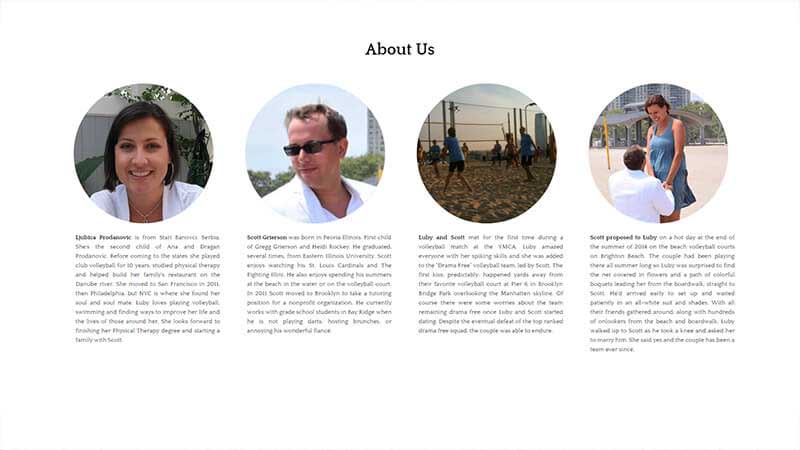 About Us
Ljubica Prodanovic is from Stari Banovci, Serbia.
She's the second child of Ana and Dragan
Prodanovic. Before coming to the states she played
club volleyball for 10 years, studied physical therapy
and helped build her family's restaurant on the
Danube river. She moved to San Francisco in 2011,
then Philadelphia, but NYC is where she found her
soul and soul mate. Luby loves playing volleyball,
swimming and finding ways to improve her life and
the lives of those around her. She looks forward to
finishing her Physical Therapy degree and starting a
family with Scott.
Scott Grierson was born in Peoria Illinois. First child
of Gregg Grierson and Heidi Rockey. He graduated,
several times, from Eastern Illinois University. Scott
enjoys watching his St. Louis Cardinals and The
Fighting Illini. He also enjoys spending his summers
at the beach in the water or on the volleyball court.
In 2011 Scott moved to Brooklyn to take a tutoring
position for a nonprofit organization. He currently
works with grade school students in Bay Ridge when
he is not playing darts, hosting brunches, or
annoying his wonderful fiance.
Luby and Scott met for the first time during a
volleyball match at the YMCA. Luby amazed
everyone with her spiking skills and she was added
to the "Drama Free" volleyball team, led by Scott. The
first kiss, predictably, happened yards away from
their favorite volleyball court at Pier 6 in Brooklyn
Bridge Park overlooking the Manhattan skyline. Of
course there were some worries about the team
remaining drama free once Luby and Scott started
dating. Despite the eventual defeat of the top ranked
drama free squad, the couple was able to endure.
Scott proposed to Luby on a hot day at the end of
the summer of 2014 on the beach volleyball courts
on Brighton Beach. The couple had been playing
there all summer long so Luby was surprised to find
the net covered in flowers and a path of colorful
boquets leading her from the boardwalk, straight to
Scott. He'd arrived early to set up and waited
patiently in an all-white suit and shades. With all
their friends gathered around, along with hundreds
of onlookers from the beach and boardwalk, Luby
walked up to Scott as he took a knee and asked her
to marry him. She said yes and the couple has been a
team ever since.